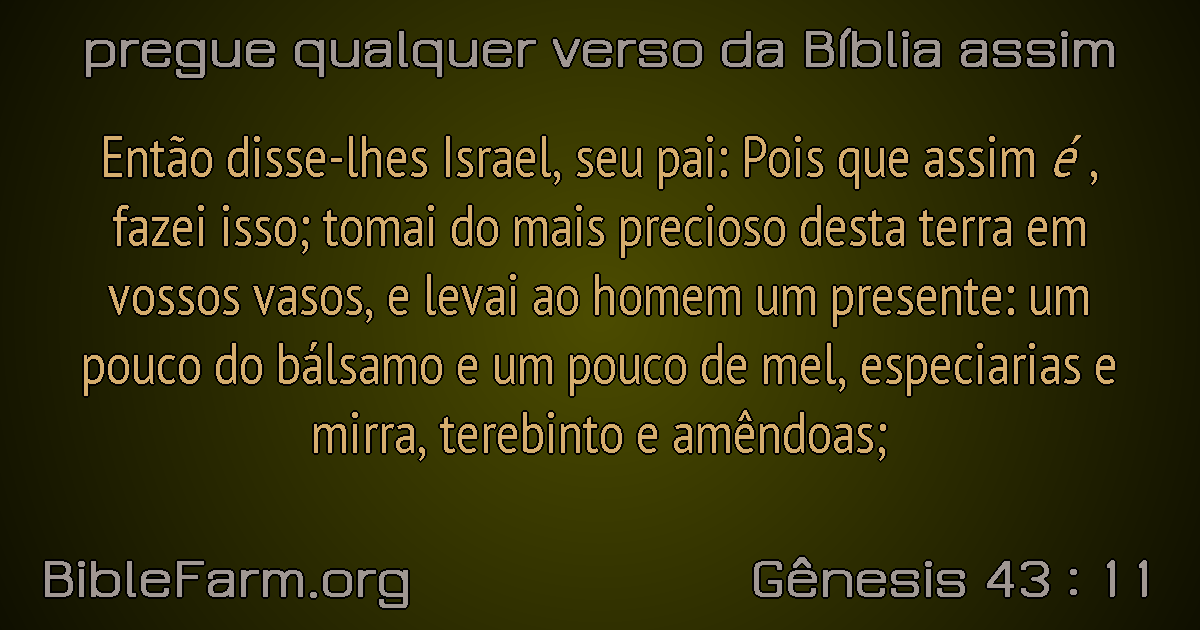 pregue qualquer verso da Bíblia assim
Então disse-lhes Israel, seu pai: Pois que assim é ,
fazei isso; tomai do mais precioso desta terra em
vossos vasos, e levai ao homem um presente: um
pouco do bálsamo e um pouco de mel, especiarias e
mirra, terebinto e amêndoas;
BibleFarm.org
Gênesis 43 : 11